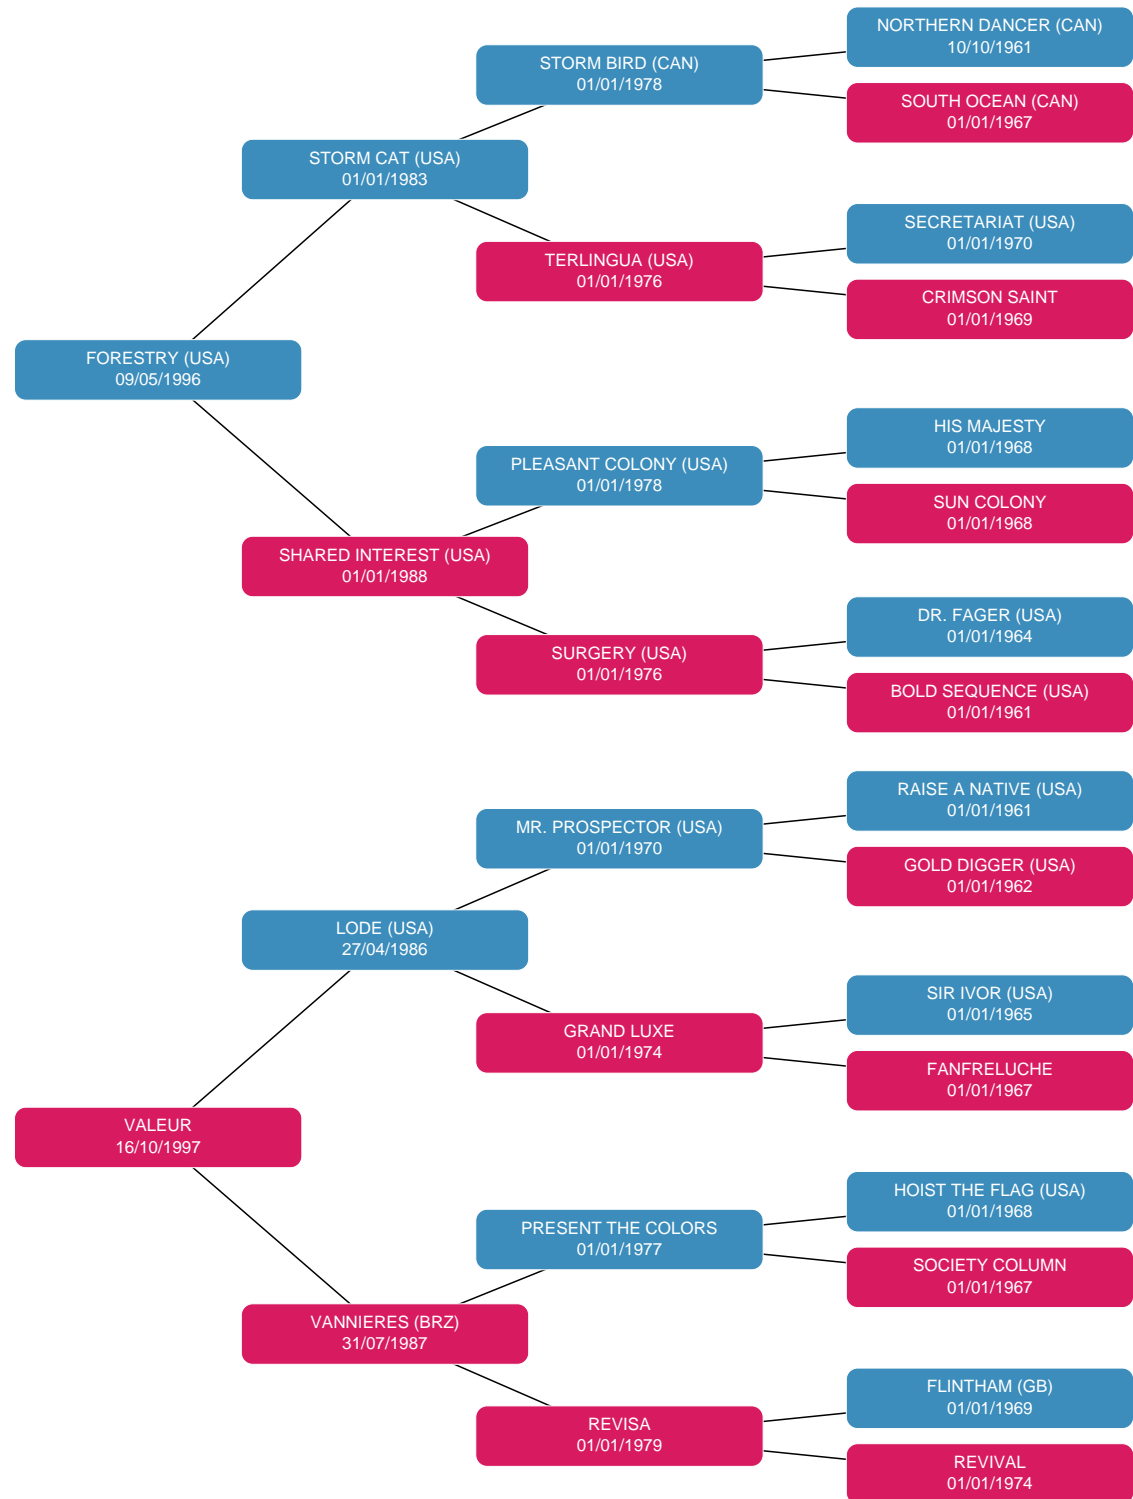 NORTHERN DANCER (CAN)
10/10/1961
STORM BIRD (CAN)
01/01/1978
SOUTH OCEAN (CAN)
01/01/1967
STORM CAT (USA)
01/01/1983
SECRETARIAT (USA)
01/01/1970
TERLINGUA (USA)
01/01/1976
CRIMSON SAINT
01/01/1969
FORESTRY (USA)
09/05/1996
HIS MAJESTY
01/01/1968
PLEASANT COLONY (USA)
01/01/1978
SUN COLONY
01/01/1968
SHARED INTEREST (USA)
01/01/1988
DR. FAGER (USA)
01/01/1964
SURGERY (USA)
01/01/1976
BOLD SEQUENCE (USA)
01/01/1961
RAISE A NATIVE (USA)
01/01/1961
MR. PROSPECTOR (USA)
01/01/1970
GOLD DIGGER (USA)
01/01/1962
LODE (USA)
27/04/1986
SIR IVOR (USA)
01/01/1965
GRAND LUXE
01/01/1974
FANFRELUCHE
01/01/1967
VALEUR
16/10/1997
HOIST THE FLAG (USA)
01/01/1968
PRESENT THE COLORS
01/01/1977
SOCIETY COLUMN
01/01/1967
VANNIERES (BRZ)
31/07/1987
FLINTHAM (GB)
01/01/1969
REVISA
01/01/1979
REVIVAL
01/01/1974